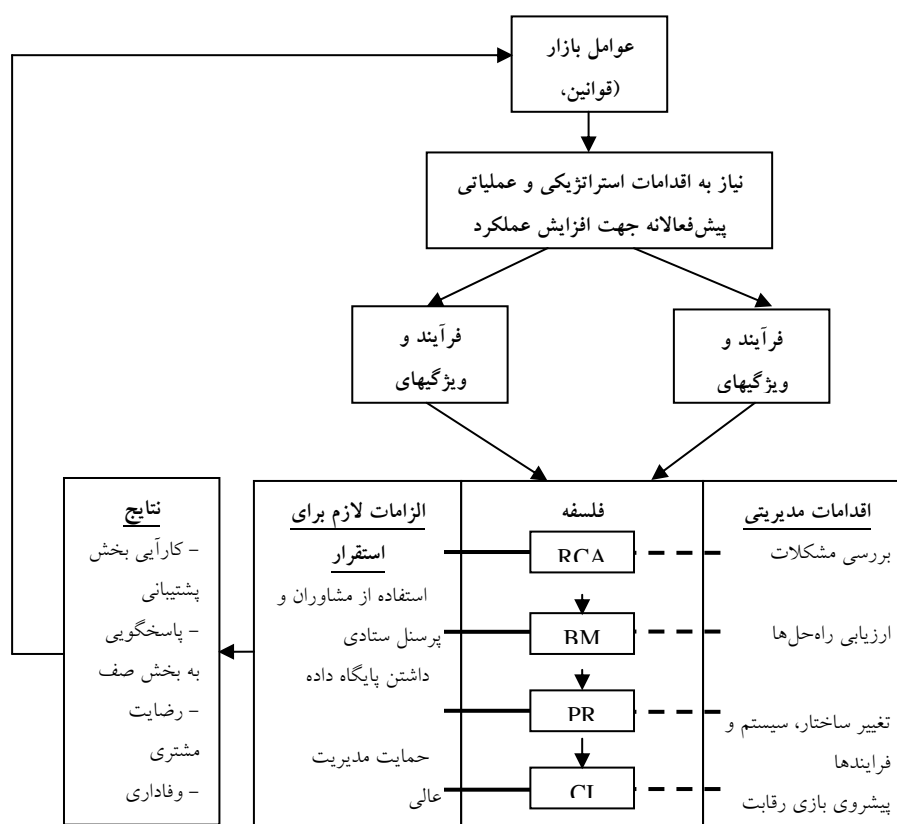 عوامل بازار
(قوانین،
نیاز به اقدامات استراتژیکی و عملیاتی
پیش‌فعالانه جهت افزایش عملکرد
فرآیند و
ویژگیهای
فرآیند و
ویژگیهای
اقدامات مدیریتی
بررسی مشکلات
ارزیابی راه‌حل‌ها
تغییر ساختار، سیستم و
فرایندها
پیشروی بازی رقابت
فلسفه
RCA
BM
PR
CI
الزامات لازم برای
استقرار
استفاده از مشاوران و
پرسنل ستادی
داشتن پایگاه داده
حمایت مدیریت
عالی
نتایج
- کارآیی بخش
پشتیبانی
- پاسخگویی
به بخش صف
- رضایت
مشتری
- وفاداری